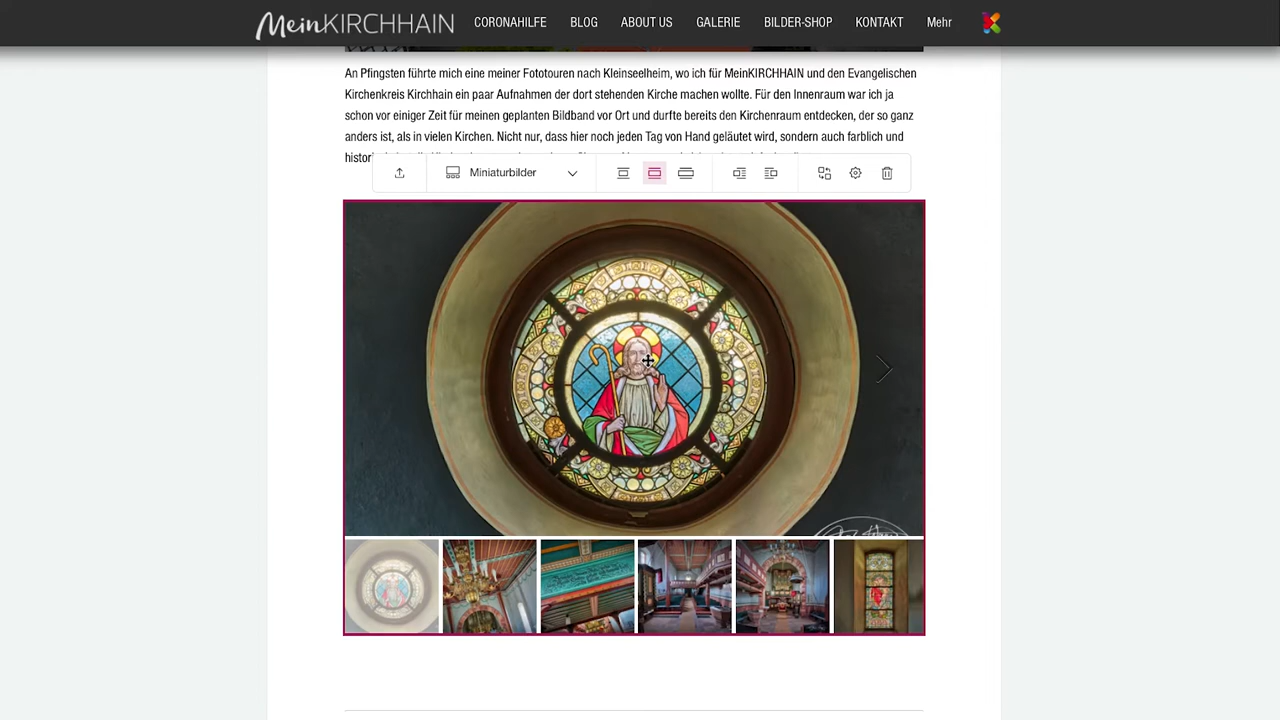 MeinKIRCHHAIN CORONAHILFE BLOG ABOUT US GALERIE BILDER-SHOP KONTAKT Mehr
An Pfingsten führte mich eine meiner Fototouren nach Kleinseelheim, wo ich für MeinKIRCHHAIN und den Evangelischen
Kirchenkreis Kirchhain ein paar Aufnahmen der dort stehenden Kirche machen wollte. Für den Innenraum war ich ja
schon vor einiger Zeit für meinen geplanten Bildband vor Ort und durfte bereits den Kirchenraum entdecken, der so ganz
anders ist, als in vielen Kirchen. Nicht nur, dass hier noch jeden Tag von Hand geläutet wird, sondern auch farblich und
Miniaturbilder